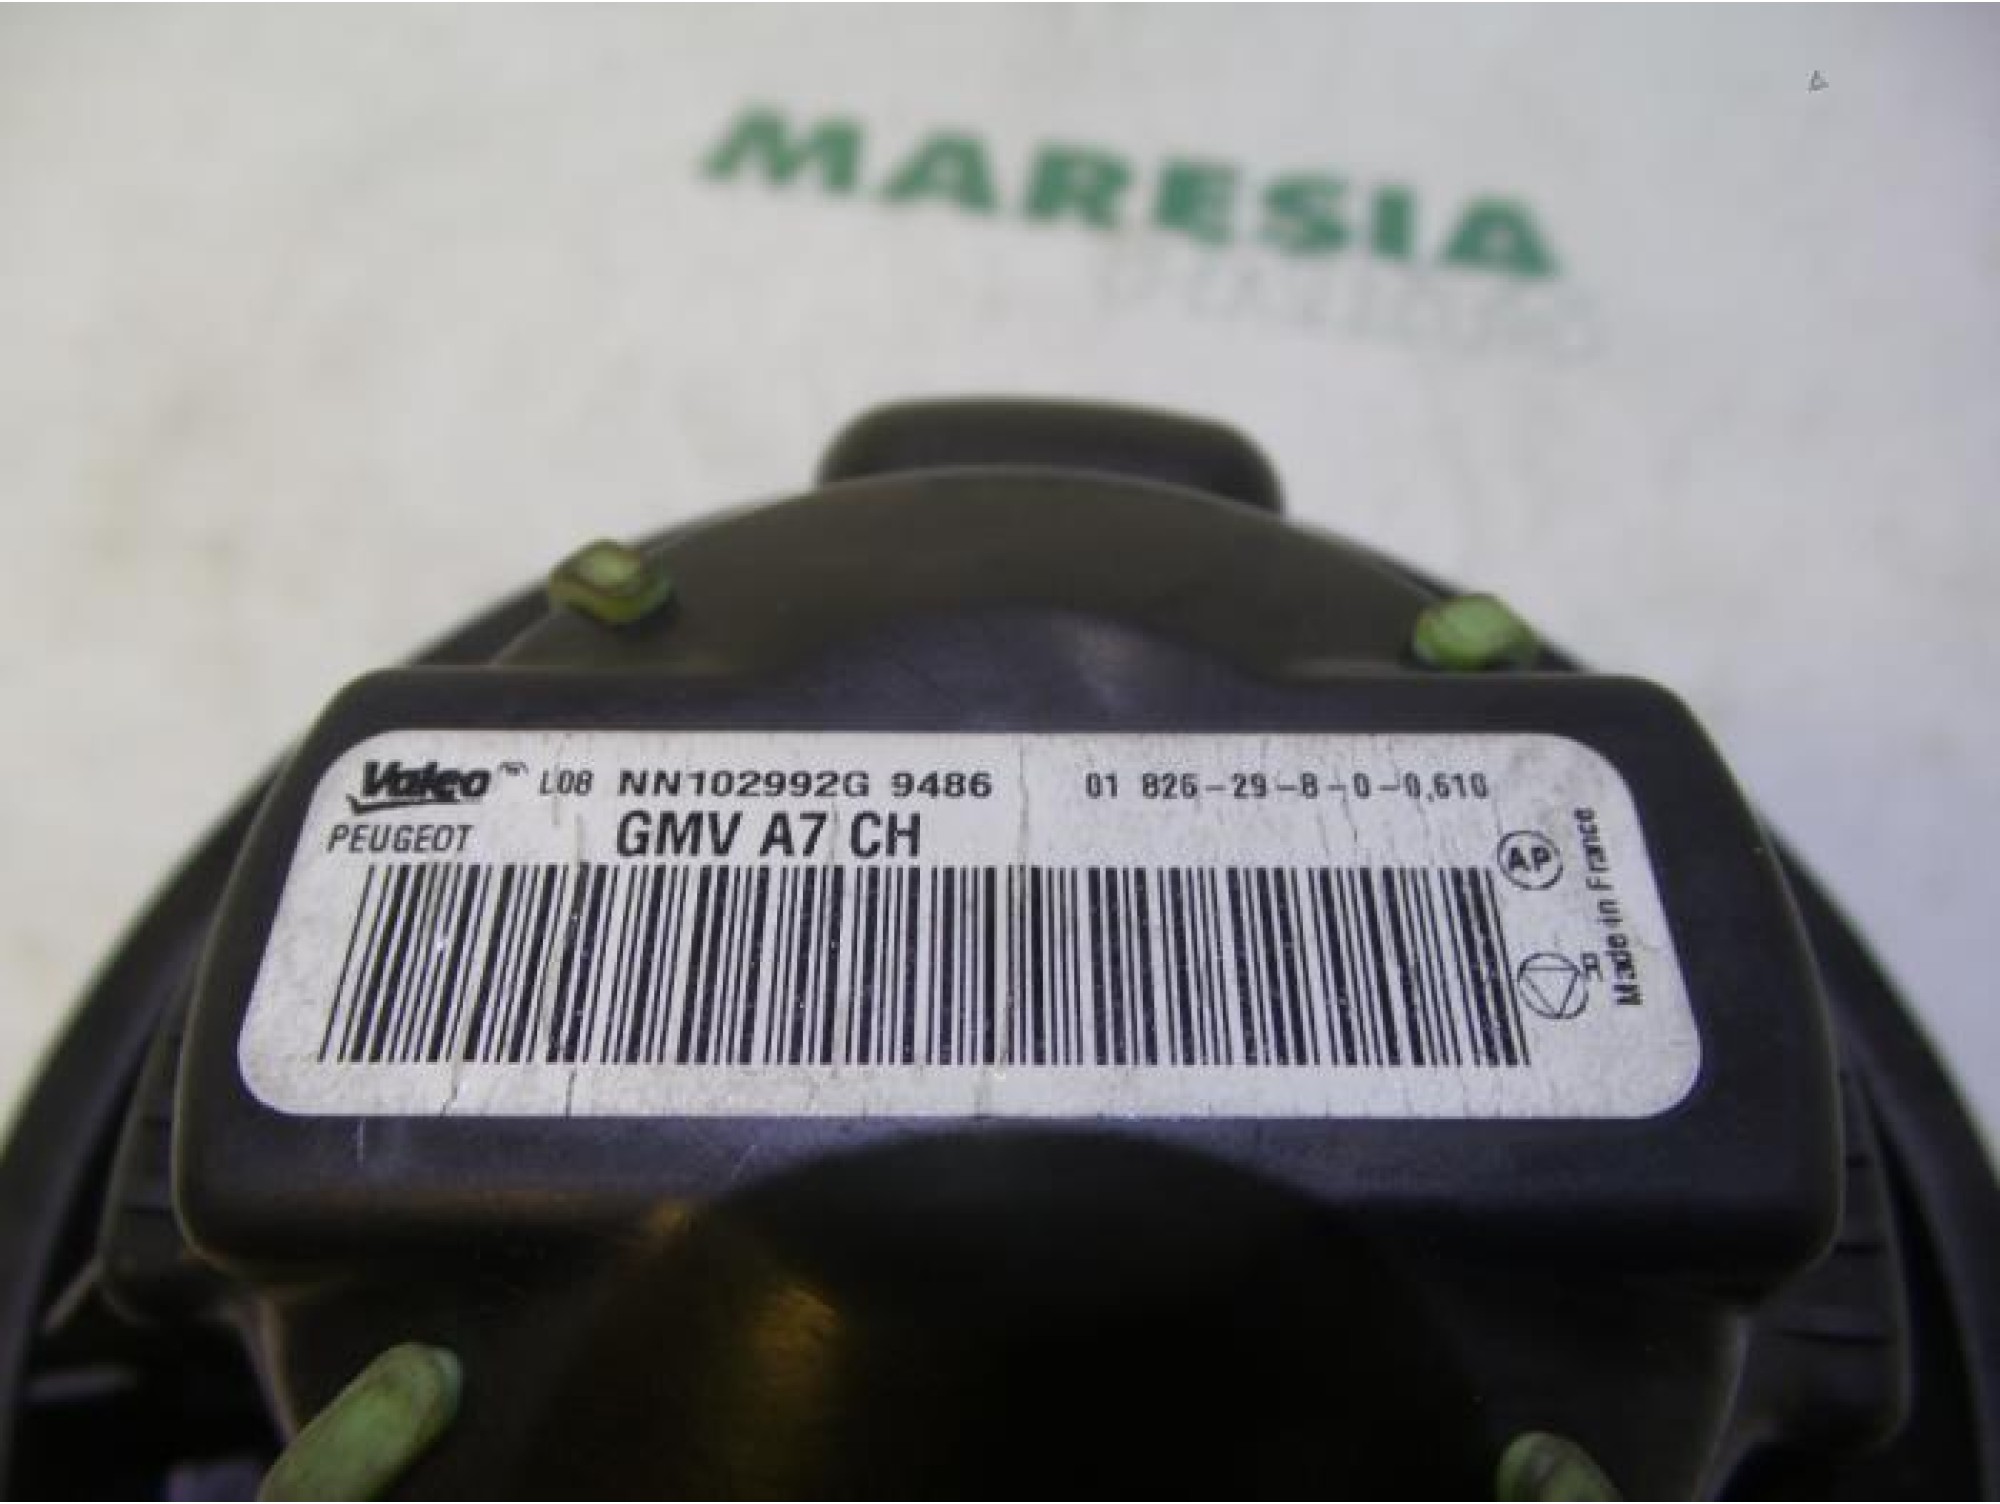 MARESIA
Valeo™ L08 NN102992G 9486 01 826-29-8-0-0,610
PEUGEOT GMV A7 CH
AP
R
Made in France